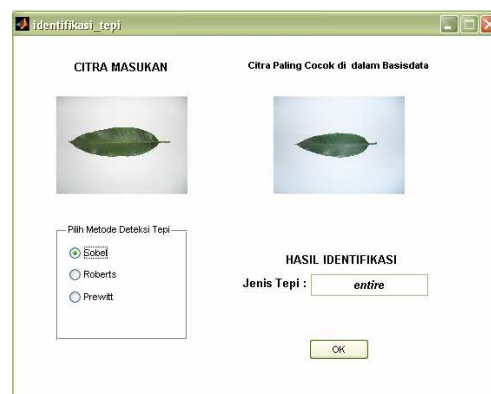 identifikasi_tepi
CITRA MASUKAN
Citra Paling Cocok di dalam Basisdata
Pilih Metode Deteksi Tepi
Sobel
Roberts
Prewitt
HASIL IDENTIFIKASI
Jenis Tepi : entire
OK